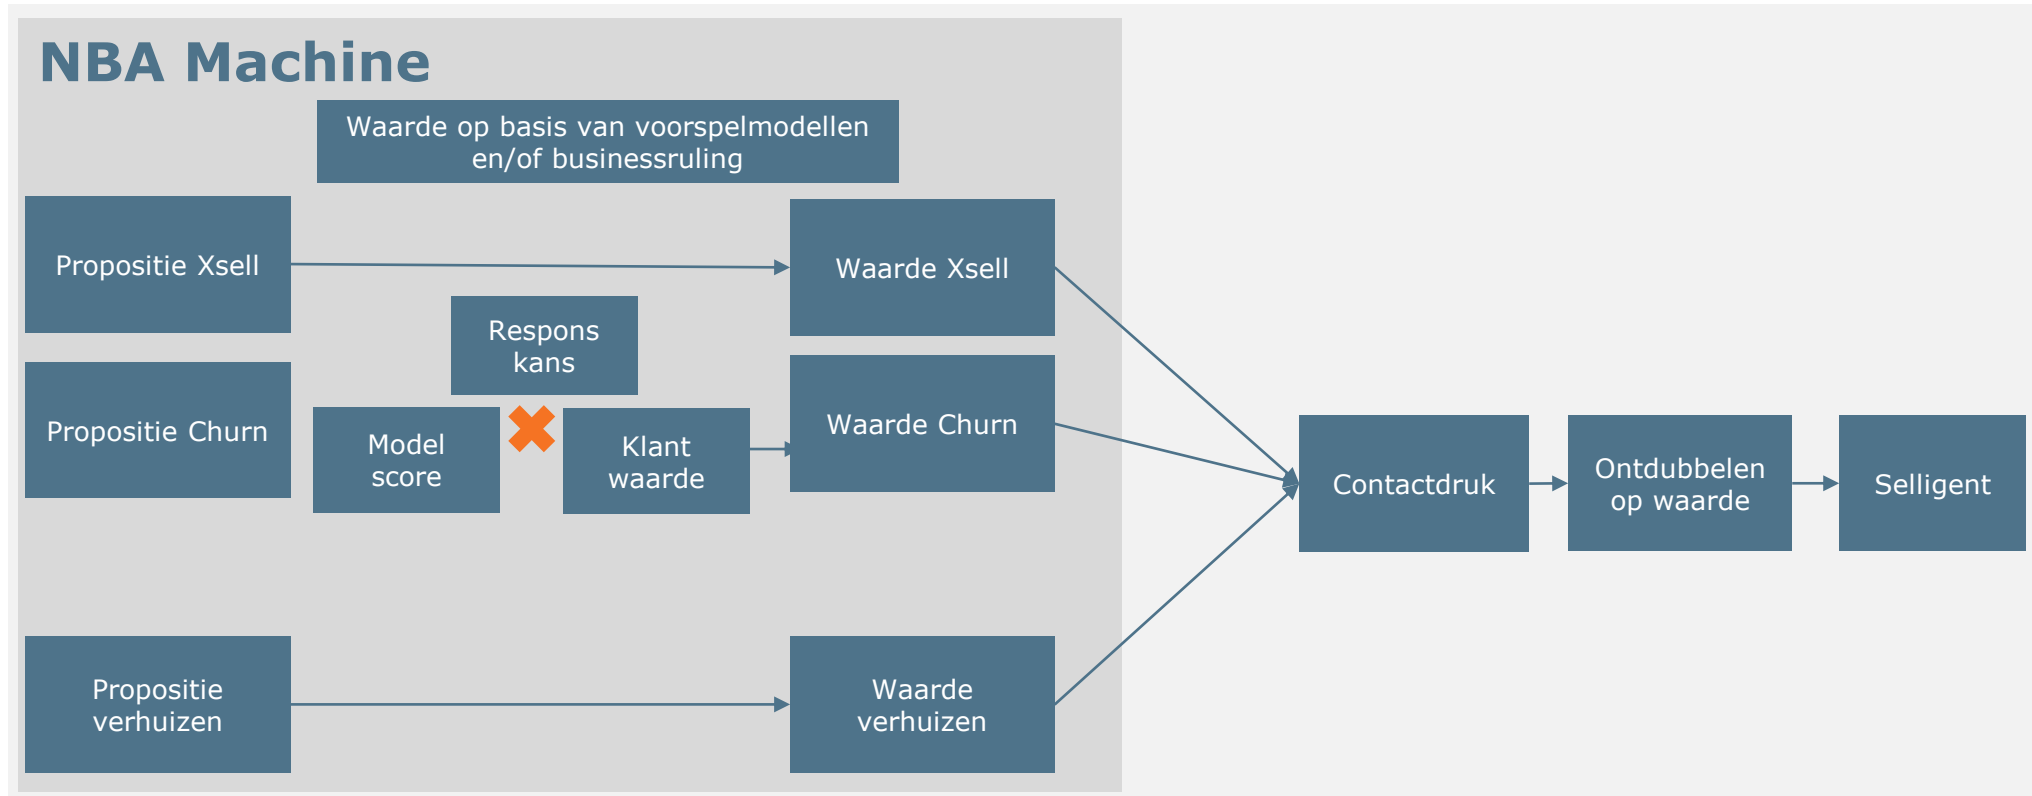 NBA Machine
Waarde op basis van voorspelmodellen
en/of businessruling
Propositie Xsell
Waarde Xsell
Respons
kans
Propositie Churn
Model
score
Klant
waarde
Waarde Churn
Contactdruk
Ontdubbelen
op waarde
Selligent
Propositie
verhuizen
Waarde
verhuizen